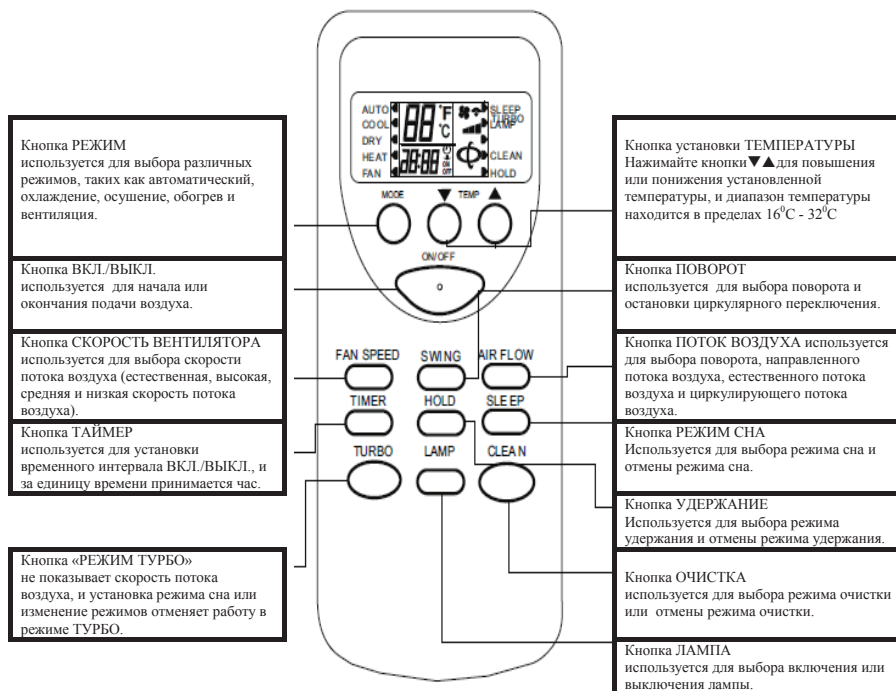 Кнопка РЕЖИМ
используется для выбора различных
режимов, таких как автоматический,
охлаждение, осушение, обогрев и
вентиляция.
Кнопка ВКЛ./ВЫКЛ.
используется для начала или
окончания подачи воздуха.
Кнопка СКОРОСТЬ ВЕНТИЛЯТОРА
используется для выбора скорости
потока воздуха (естественная, высокая,
средняя и низкая скорость потока
воздуха).
Кнопка ТАЙМЕР
используется для установки
временного интервала ВКЛ./ВЫКЛ., и
за единицу времени принимается час.
Кнопка «РЕЖИМ ТУРБО»
не показывает скорость потока
воздуха, и установка режима сна или
изменение режимов отменяет работу в
режиме ТУРБО.
AUTO
COOL
DRY
HEAT
FAN
88 °F
°C
88:88
ON
OFF
SLEEP
TURBO
LAMP
CLEAN
HOLD
MODE ▼ TEMP ▲
ON/OFF
FAN SPEED SWING AIR FLOW
TIMER HOLD SLEEP
TURBO LAMP CLEAN
Кнопка установки ТЕМПЕРАТУРЫ
Нажимайте кнопки▼▲для повышения
или понижения установленной
температуры, и диапазон температуры
находится в пределах 16⁰C - 32⁰C
Кнопка ПОВОРОТ
используется для выбора поворота и
остановки циркулярного переключения.
Кнопка ПОТОК ВОЗДУХА используется
для выбора поворота, направленного
потока воздуха, естественного потока
воздуха и циркулирующего потока
воздуха.
Кнопка РЕЖИМ СНА
Используется для выбора режима сна и
отмены режима сна.
Кнопка УДЕРЖАНИЕ
Используется для выбора режима
удержания и отмены режима удержания.
Кнопка ОЧИСТКА
используется для выбора режима очистки
или отмены режима очистки.
Кнопка ЛАМПА
используется для выбора включения или
выключения лампы.